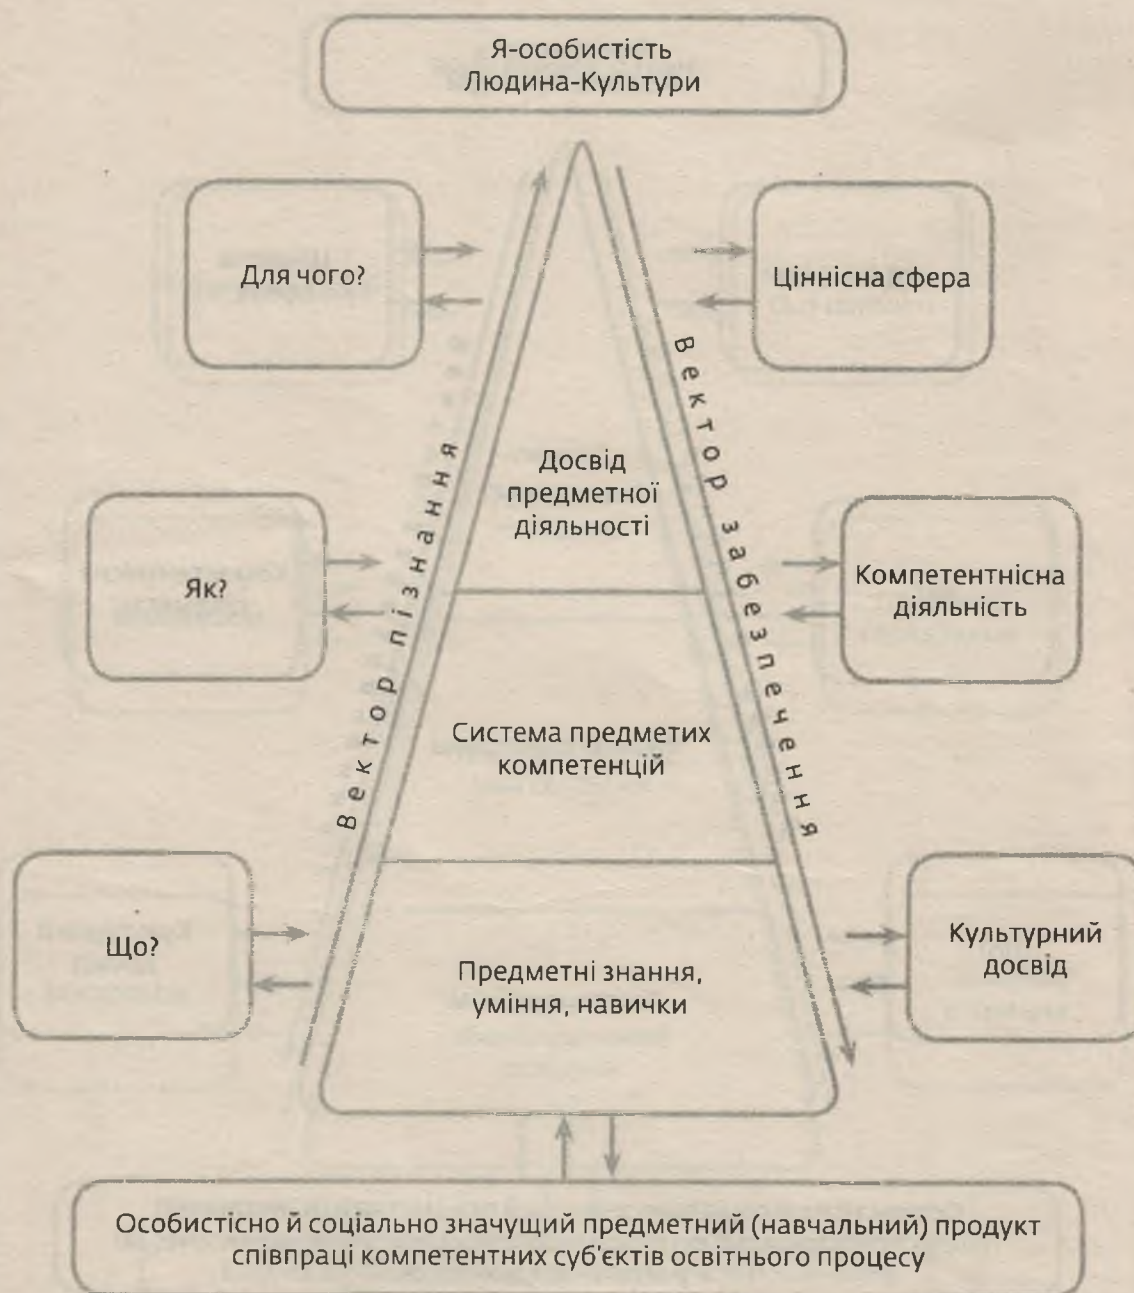 Я-особистість
Людина-Культури
Для чого?
Ціннісна сфера
Вектор пізнання
Вектор забезпечення
Досвід
предметної
діяльності
Як?
Компетентнісна
діяльність
Система предметих
компетенцій
Що?
Предметні знання,
уміння, навички
Культурний
досвід
Особистісно й соціально значущий предметний (навчальний) продукт
співпраці компетентних суб'єктів освітнього процесу